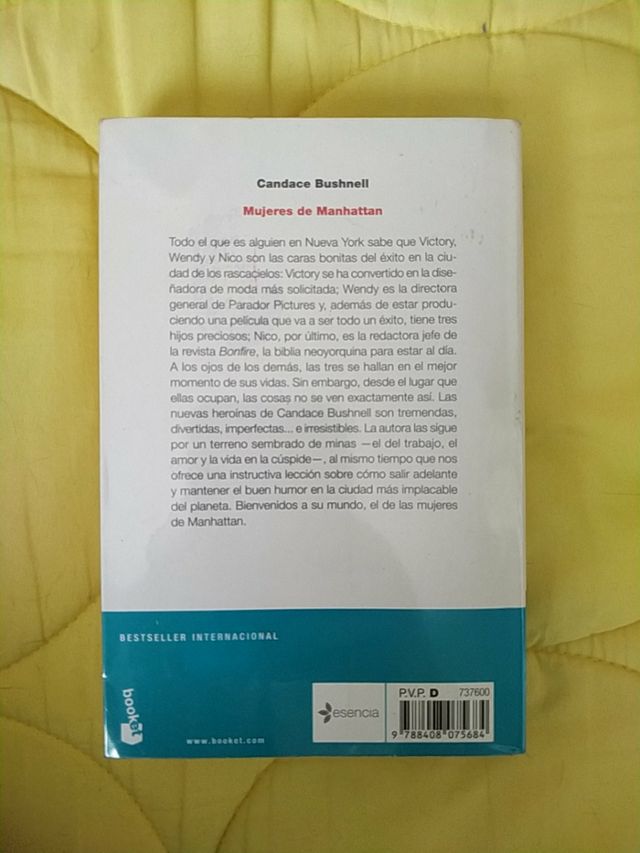 Candace Bushnell
Mujeres de Manhattan
Todo el que es alguien en Nueva York sabe que Victory,
Wendy y Nico son las caras bonitas del éxito en la ciu-
dad de los rascacielos: Victory se ha convertido en la dise-
ñadora de moda más solicitada; Wendy es la directora
general de Parador Pictures y, además de estar produ-
ciendo una película que va a ser todo un éxito, tiene tres
hijos preciosos; Nico, por último, es la redactora jefe de
la revista Bonfire, la biblia neoyorquina para estar al día.
A los ojos de los demás, las tres se hallan en el mejor
momento de sus vidas. Sin embargo, desde el lugar que
ellas ocupan, las cosas no se ven exactamente así. Las
nuevas heroínas de Candace Bushnell son tremendas,
divertidas, imperfectas... e irresistibles. La autora las sigue
por un terreno sembrado de minas —el del trabajo, el
amor y la vida en la cúspide—, al mismo tiempo que nos
ofrece una instructiva lección sobre cómo salir adelante
y mantener el buen humor en la ciudad más implacable
del planeta. Bienvenidos a su mundo, el de las mujeres
de Manhattan.
BESTSELLER INTERNACIONAL
booket
www.booket.com
esencia
P.V.P. D 737600
9 788408 075684